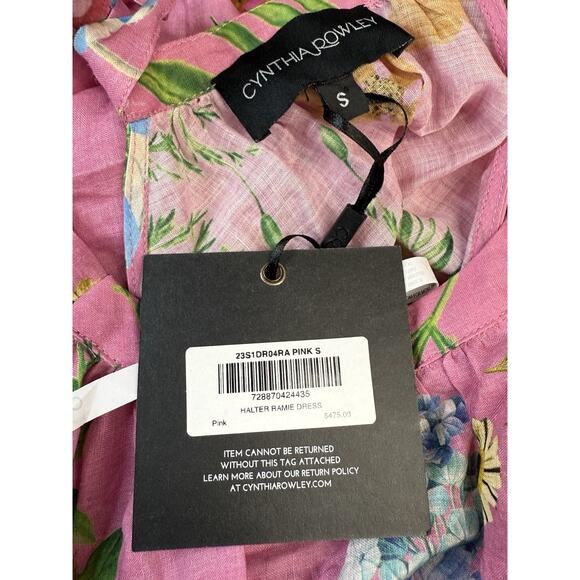 CYNTHIA ROWLEY
S
23S1DR04RA PINK S
728870424435
HALTER RAMIE DRESS
Pink $475.00
ITEM CANNOT BE RETURNED
WITHOUT THIS TAG ATTACHED
LEARN MORE ABOUT OUR RETURN POLICY
AT CYNTHIAROWLEY.COM